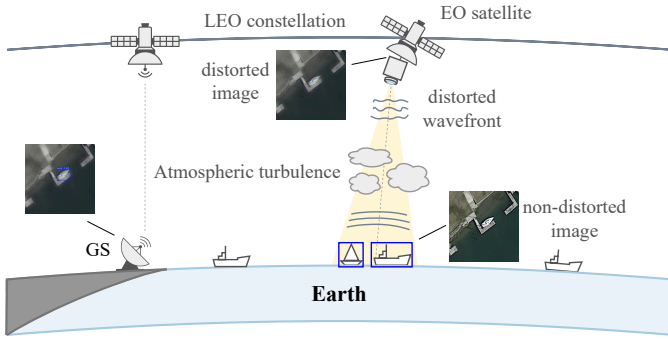 LEO constellation
EO satellite
distorted
image
distorted
wavefront
Atmospheric turbulence
non-distorted
image
GS
Earth